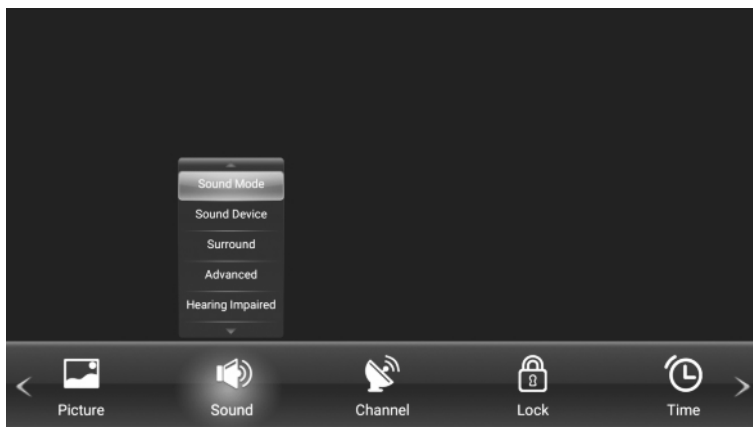 Sound Mode
Sound Device
Surround
Advanced
Hearing Impaired
Picture
Sound
Channel
Lock
Time